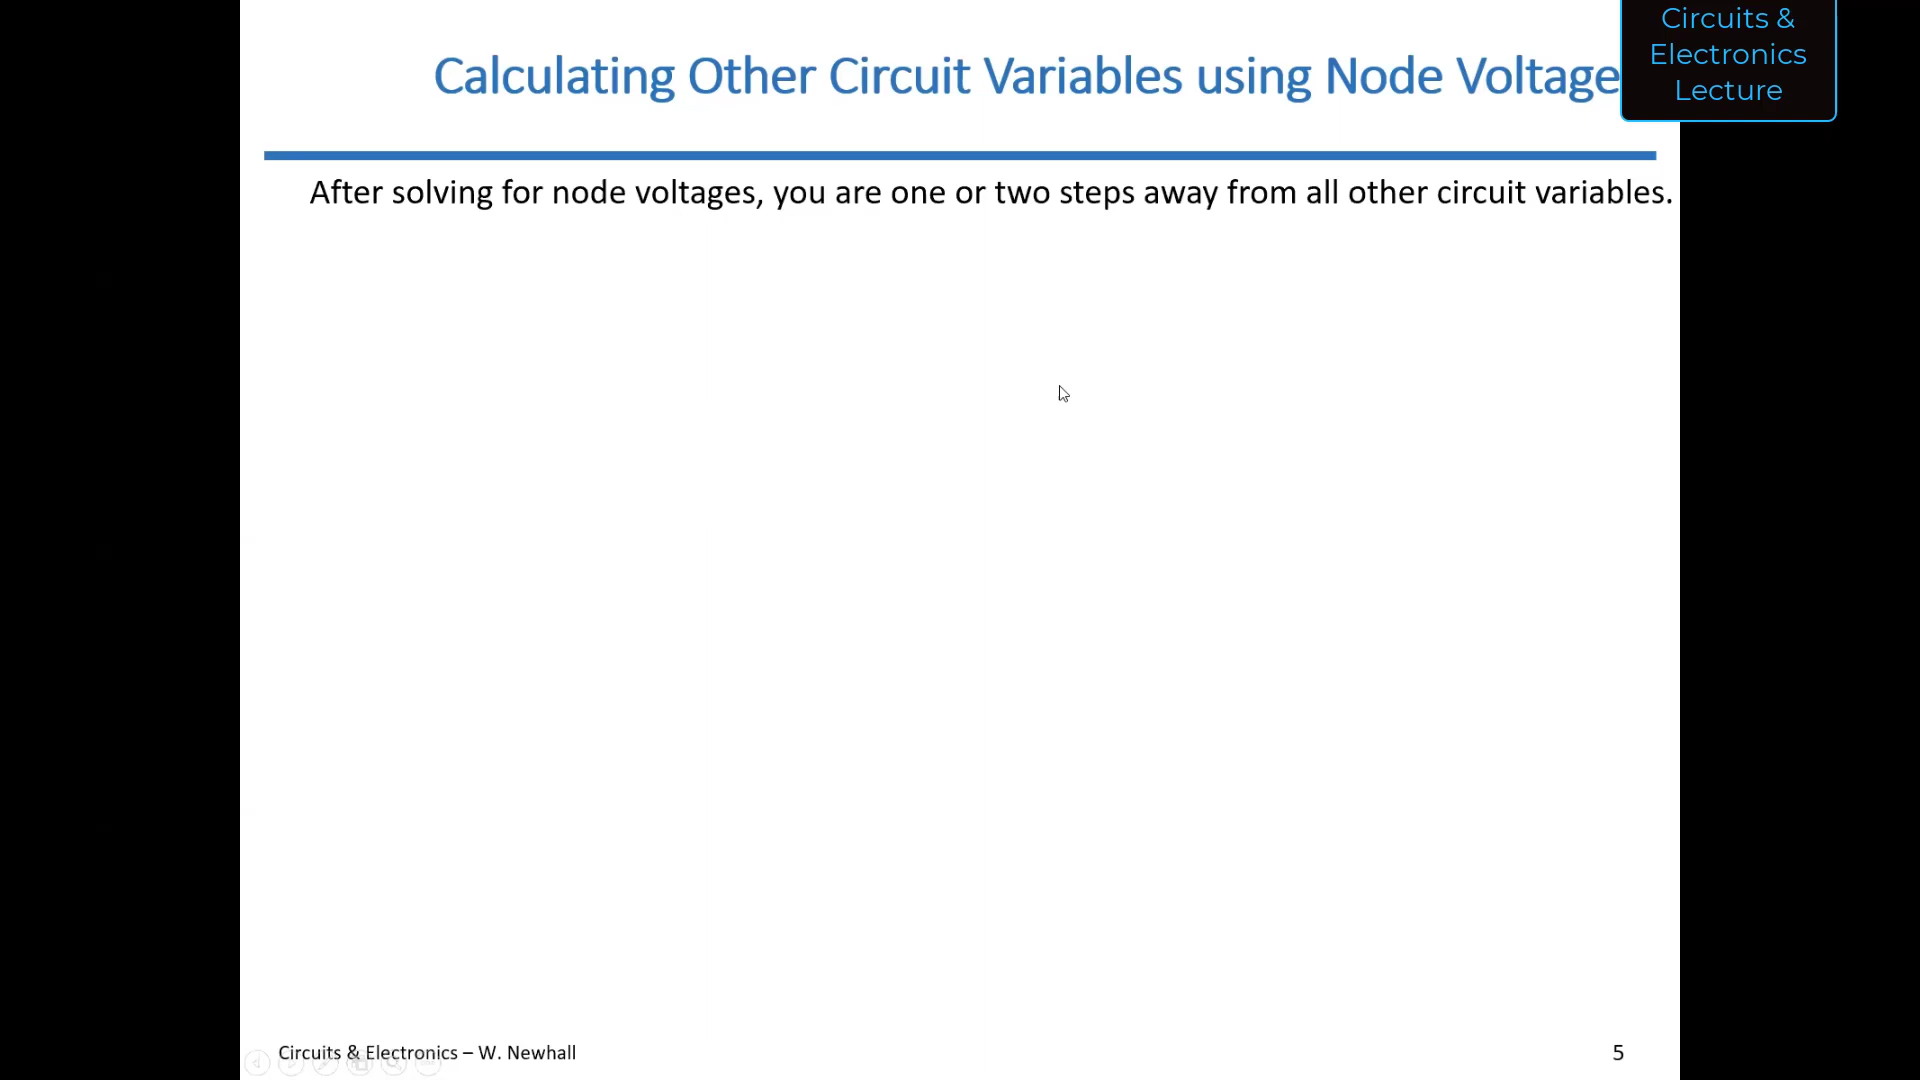 Circuits &
Electronics
Lecture
Calculating Other Circuit Variables using Node Voltage
After solving for node voltages, you are one or two steps away from all other circuit variables.
Circuits & Electronics – W. Newhall
5